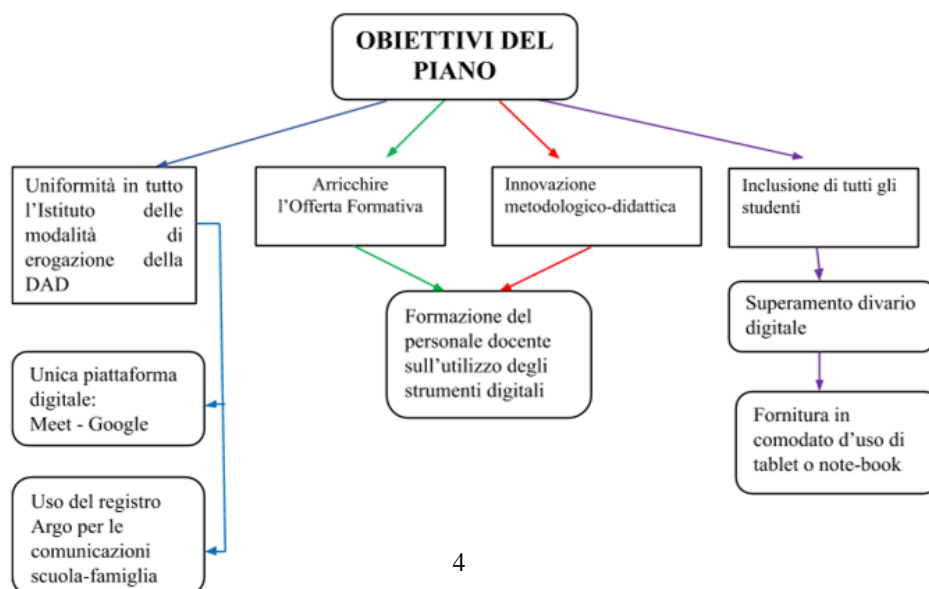 OBIETTIVI DEL
PIANO
Uniformità in tutto
l'Istituto delle
modalità di
erogazione della
DAD
Arricchire
l'Offerta Formativa
Innovazione
metodologico-didattica
Inclusione di tutti gli
studenti
Formazione del
personale docente
sull'utilizzo degli
strumenti digitali
Superamento divario
digitale
Unica piattaforma
digitale:
Meet - Google
Fornitura in
comodato d'uso di
tablet o note-book
Uso del registro
Argo per le
comunicazioni
scuola-famiglia
4